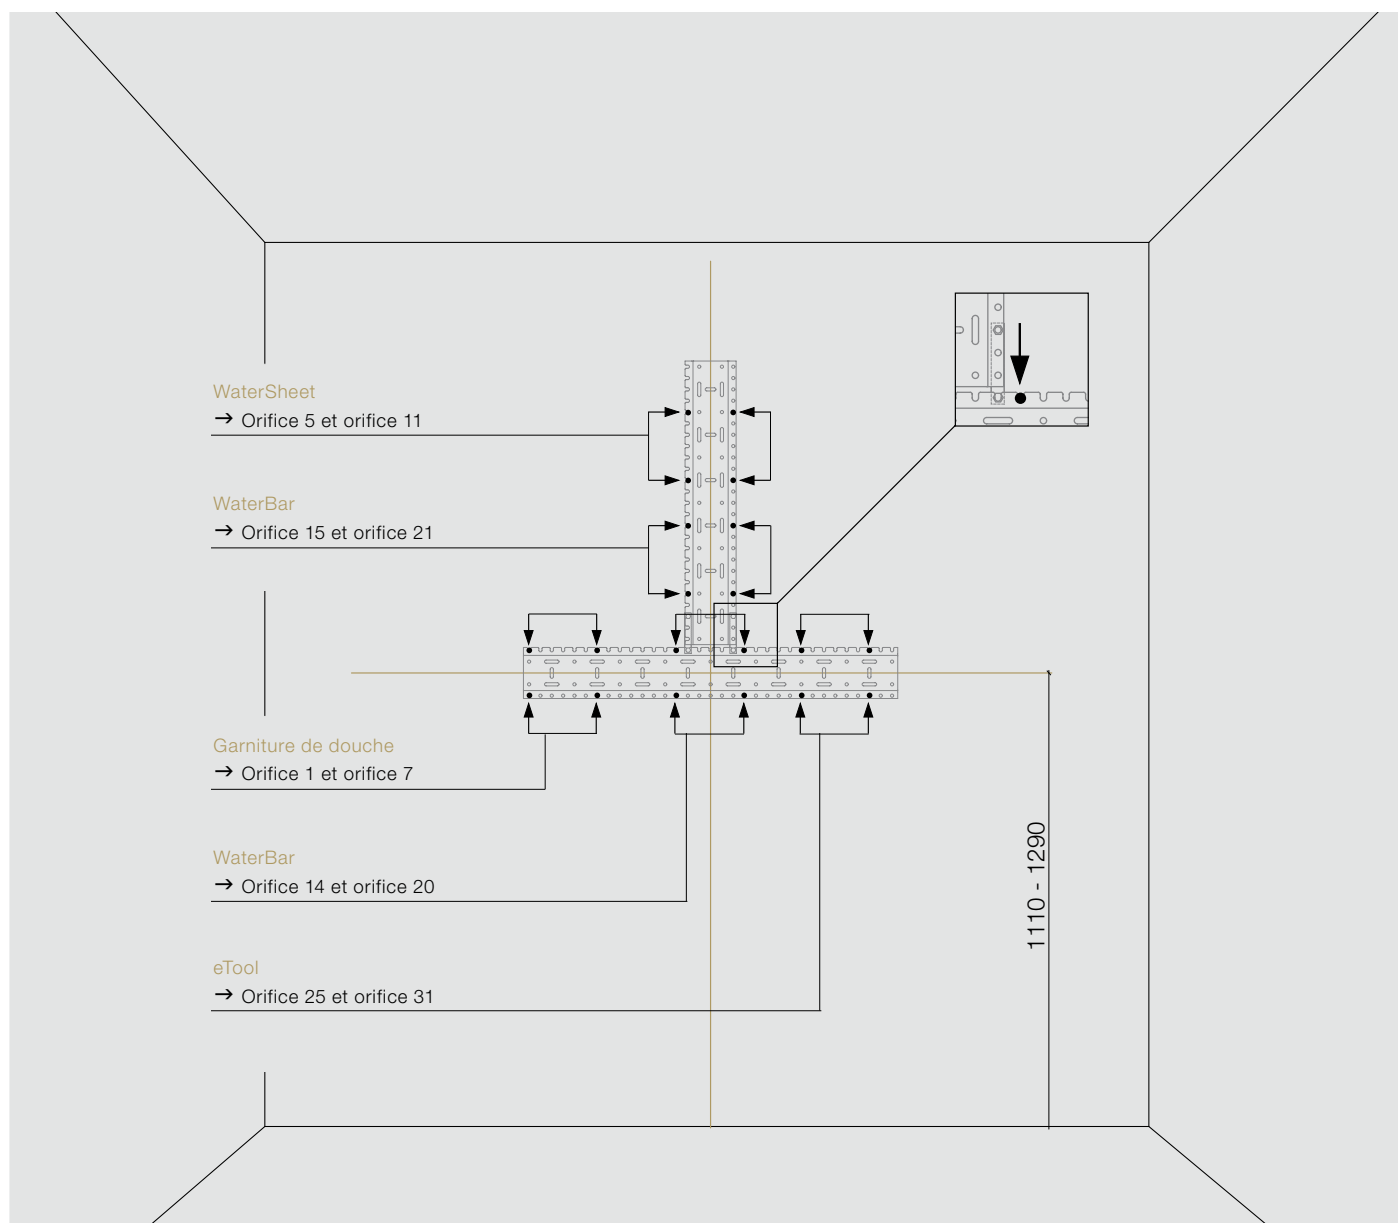 WaterSheet
→ Orifice 5 et orifice 11
WaterBar
→ Orifice 15 et orifice 21
Garniture de douche
→ Orifice 1 et orifice 7
WaterBar
→ Orifice 14 et orifice 20
eTool
→ Orifice 25 et orifice 31
1110 - 1290